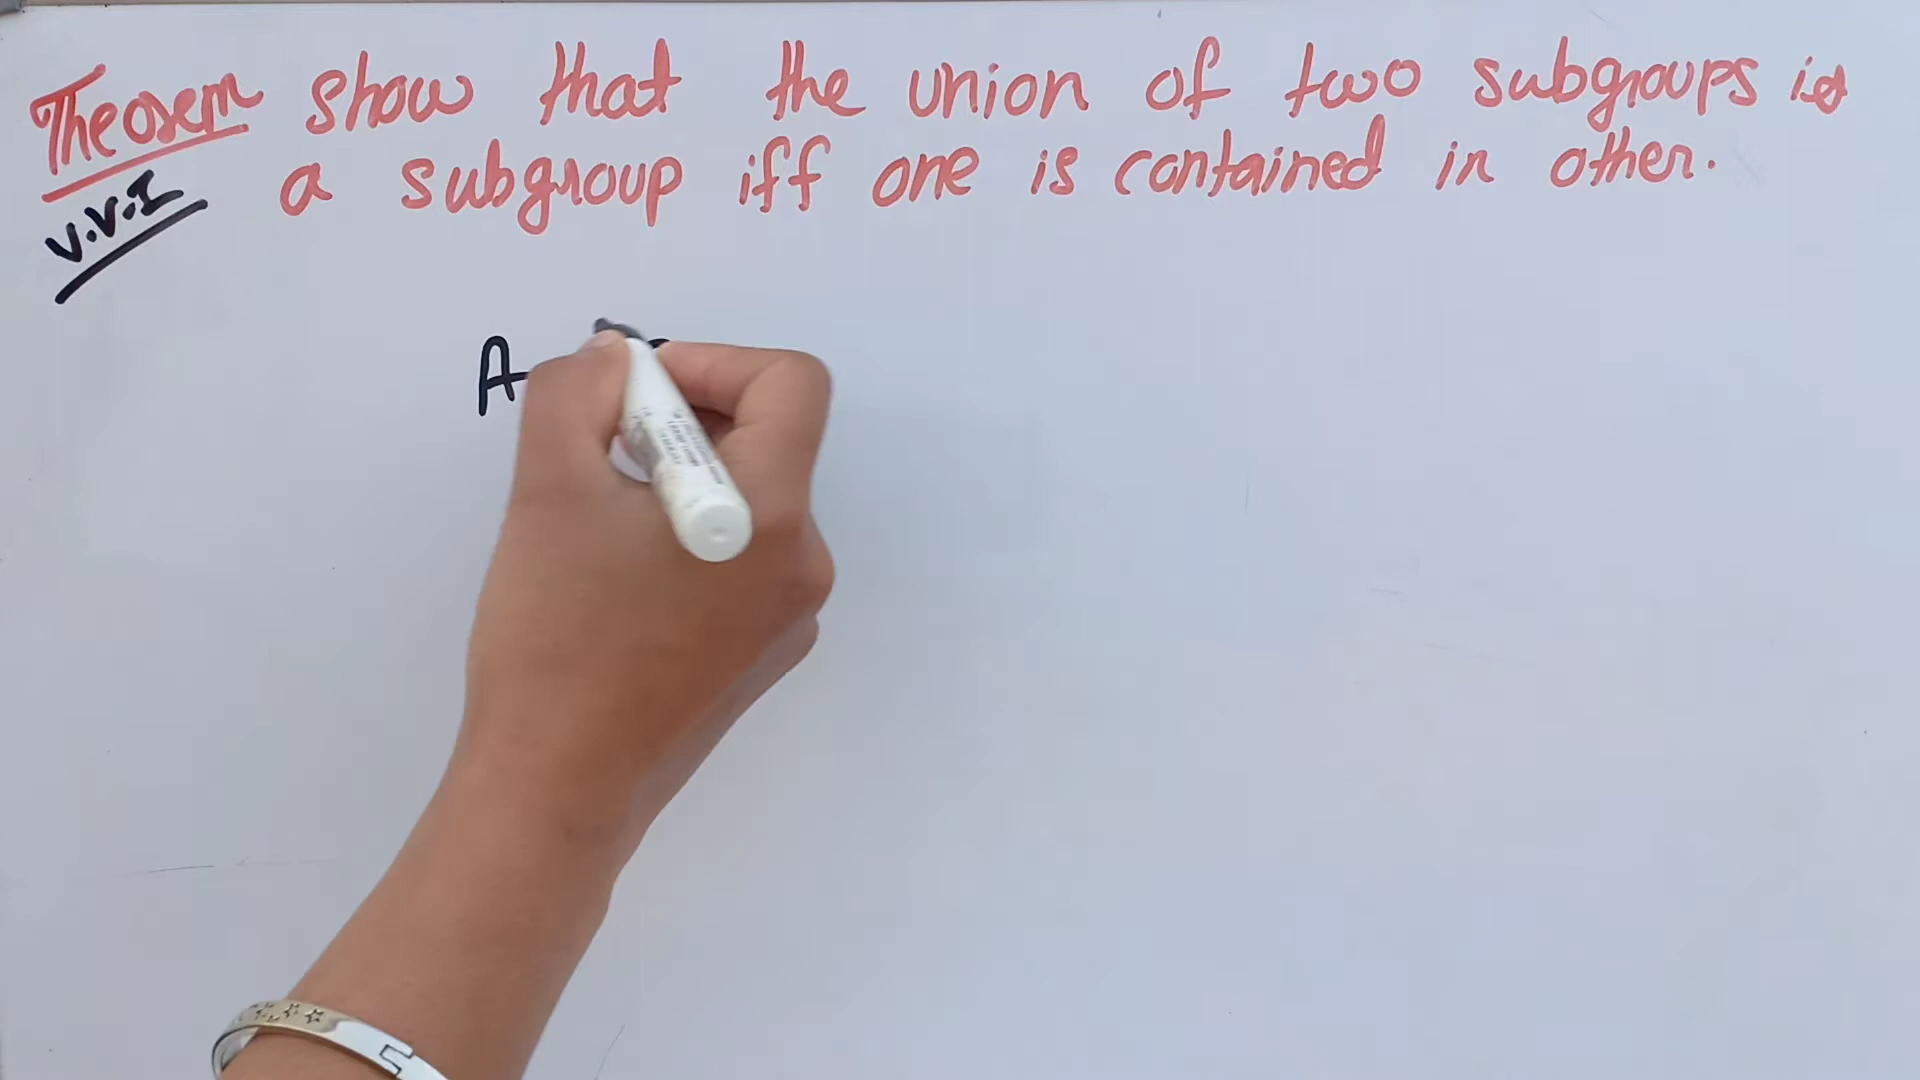 Theorem show that the union of two subgroups is
a subgroup iff one is contained in other.
V.V.I
A